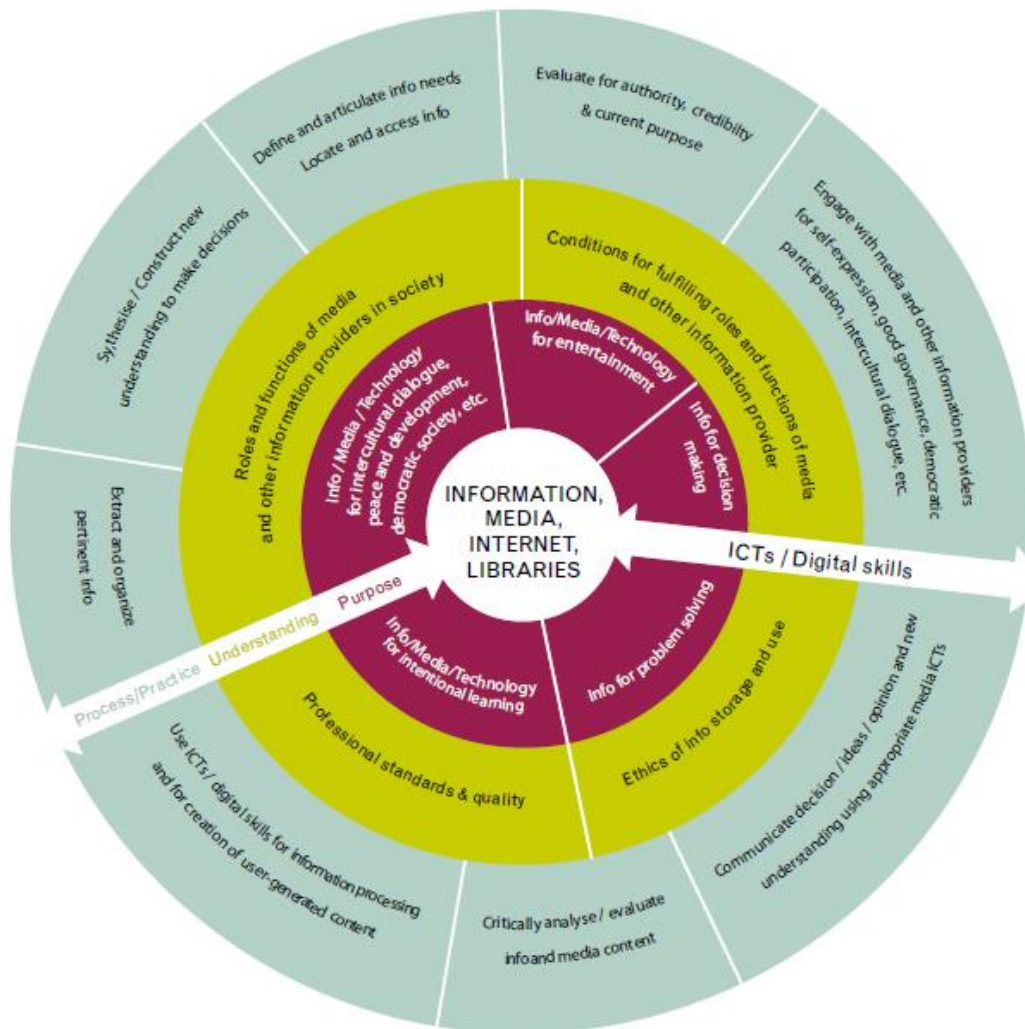 Define and articulate info needs
Locate and access info
Evaluate for authority, credibilty
& current purpose
Engage with media and other information providers
for self-expression, good governance, democratic
participation, intercultural dialogue, etc.
Communicate decision / ideas / opinion and new
understanding using appropriate media ICTs
Critically analyse / evaluate
infoand media content
Use ICTs / digital skills for information processing
and for creation of user-generated content
Extract and organize
pertinent info
Sythesise / Construct new
understanding to make decisions
Roles and functions of media
and other information providers in society
Conditions for fulfilling roles and functions of media
and other information provider
Ethics of info storage and use
Professional standards & quality
Info / Media / Technology
for intercultural dialogue,
peace and development,
democratic society, etc.
Info/Media/Technology
for entertainment
Info for decision
making
Info for problem solving
Info/Media/Technology
for intentional learning
INFORMATION,
MEDIA,
INTERNET,
LIBRARIES
ICTs / Digital skills
Process/Practice Understanding Purpose